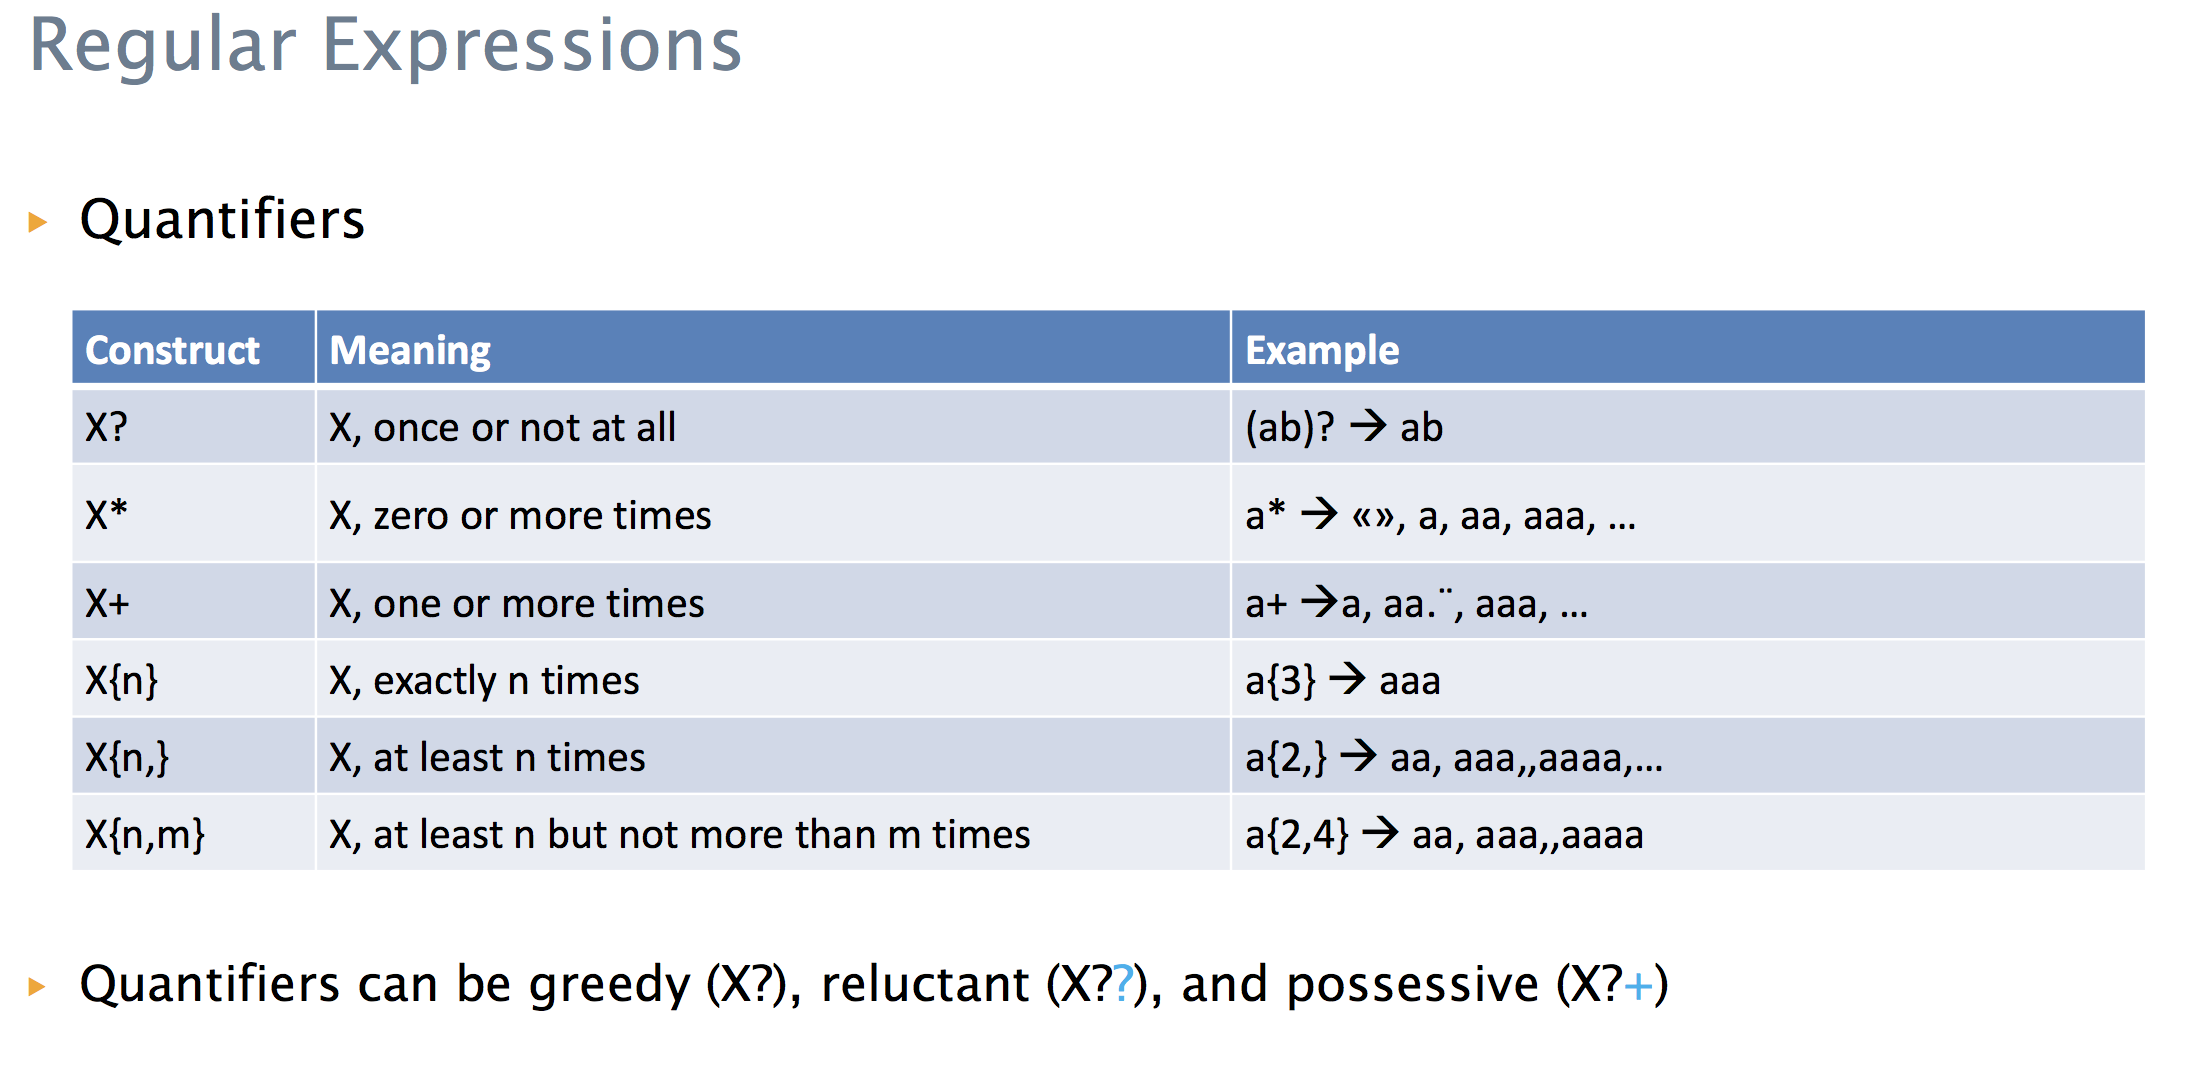 Regular Expressions
▸ Quantifiers
Construct Meaning Example
X? X, once or not at all (ab)? → ab
X* X, zero or more times a* → «», a, aa, aaa, ...
X+ X, one or more times a+ →a, aa.¨, aaa, ...
X{n} X, exactly n times a{3} → aaa
X{n,} X, at least n times a{2,} → aa, aaa,,aaaa,...
X{n,m} X, at least n but not more than m times a{2,4} → aa, aaa,,aaaa
▸ Quantifiers can be greedy (X?), reluctant (X??), and possessive (X?+)